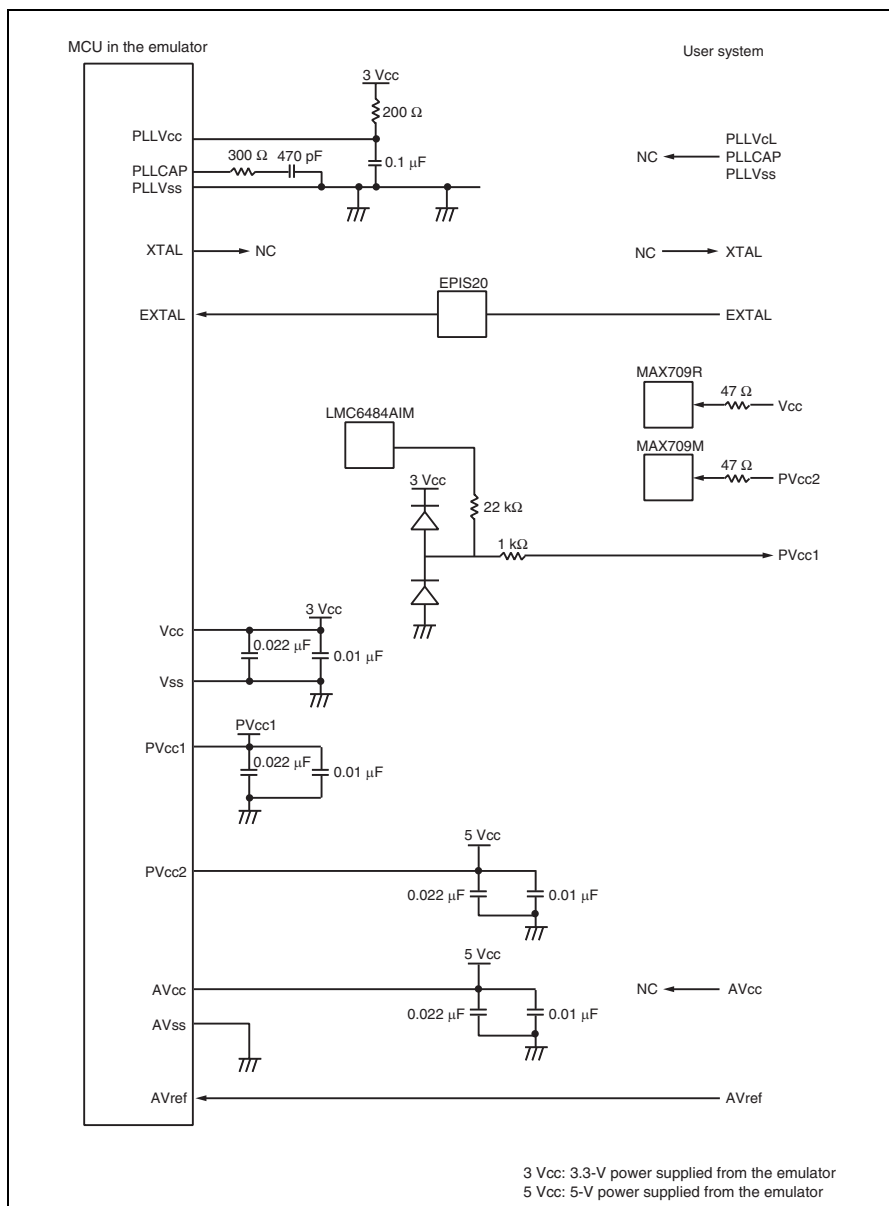 MCU in the emulator
User system
3 Vcc
200 Ω
PLLVcc
300 Ω 470 pF
0.1 μF
PLLCAP
PLLVss
PLLVcL
NC PLLCAP
PLLVss
XTAL NC
NC XTAL
EPIS20
EXTAL
EXTAL
MAX709R
47 Ω
Vcc
LMC6484AIM
MAX709M
47 Ω
PVcc2
3 Vcc
22 kΩ
1 kΩ
PVcc1
3 Vcc
Vcc
0.022 μF
0.01 μF
Vss
PVcc1
PVcc1
0.022 μF
0.01 μF
5 Vcc
PVcc2
0.022 μF
0.01 μF
5 Vcc
AVcc
NC AVcc
0.022 μF
0.01 μF
AVss
AVref
AVref
3 Vcc: 3.3-V power supplied from the emulator
5 Vcc: 5-V power supplied from the emulator